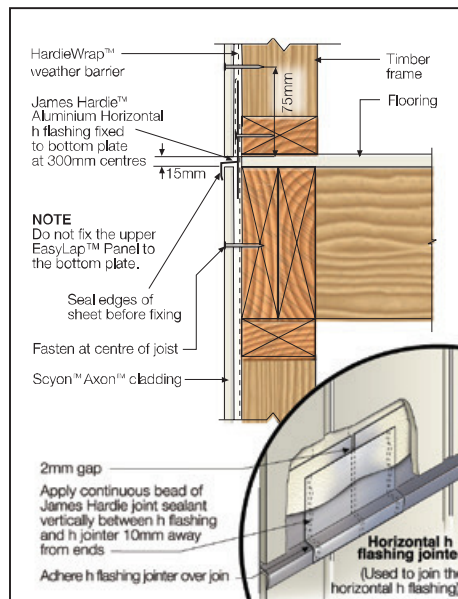 HardieWrap™
weather barrier
James Hardie™
Aluminium Horizontal
h flashing fixed
to bottom plate
at 300mm centres
15mm
75mm
Timber
frame
Flooring
NOTE
Do not fix the upper
EasyLap™ Panel to
the bottom plate.
Seal edges of
sheet before fixing
Fasten at centre of joist
Scyon™ Axon™ cladding
2mm gap
Apply continuous bead of
James Hardie joint sealant
vertically between h flashing
and h jointer 10mm away
from ends
Adhere h flashing jointer over join
Horizontal h
flashing jointe
(Used to join the
horizontal h flashing)